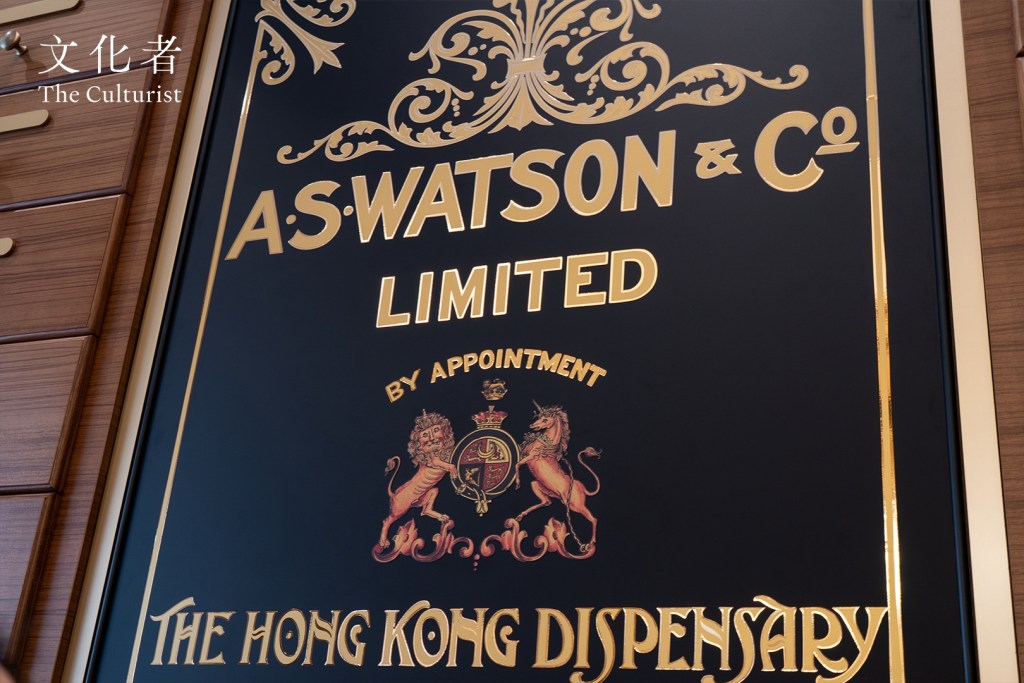 文化者
The Culturist
A·S·WATSON & Cº
LIMITED
BY APPOINTMENT
THE HONG KONG DISPENSARY